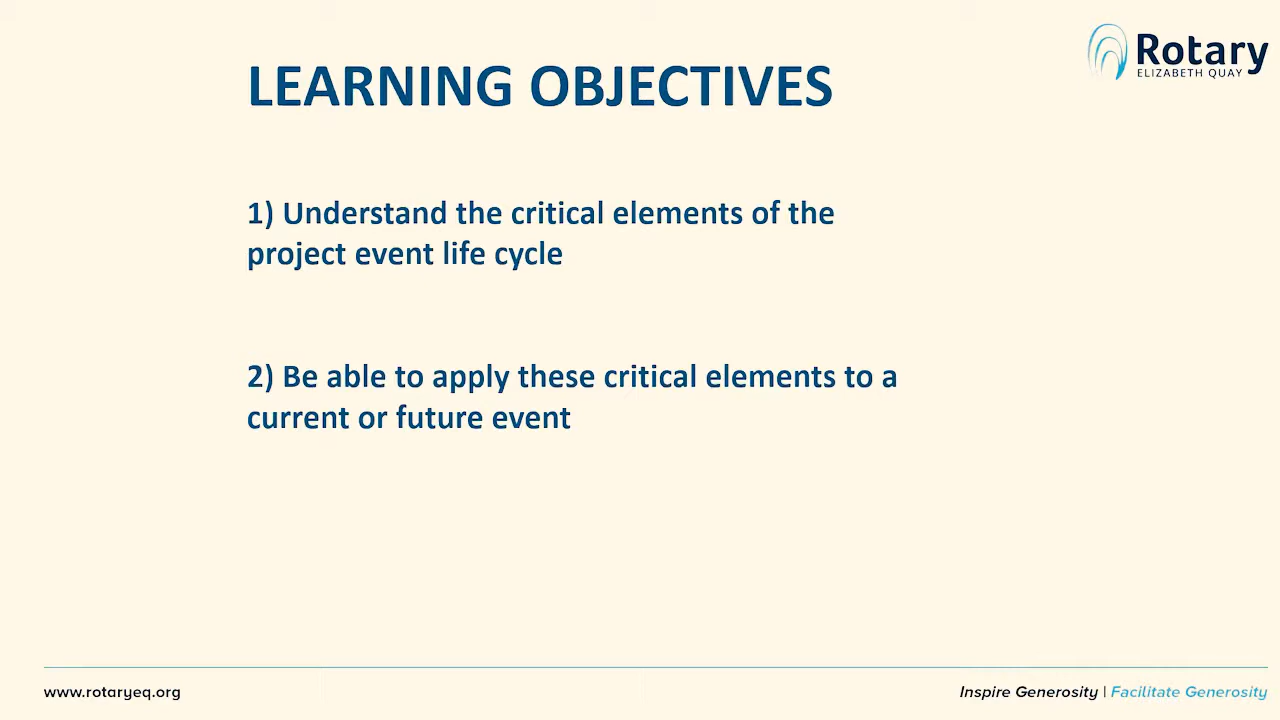 Rotary
ELIZABETH QUAY
LEARNING OBJECTIVES
1) Understand the critical elements of the
project event life cycle
2) Be able to apply these critical elements to a
current or future event
www.rotaryeq.org
Inspire Generosity | Facilitate Generosity